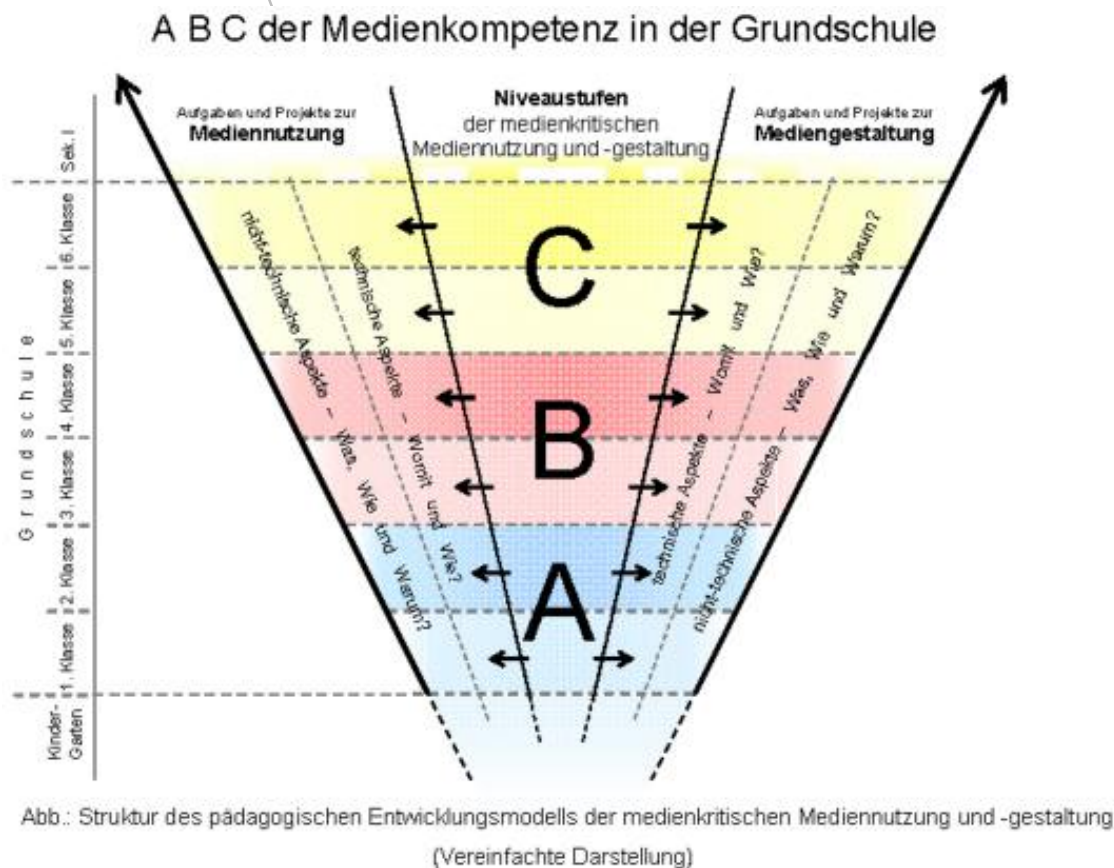 A B C der Medienkompetenz in der Grundschule
Aufgaben und Projekte zur
Mediennutzung
Niveaustufen
der medienkritischen
Mediennutzung und -gestaltung
Aufgaben und Projekte zur
Mediengestaltung
Sek. I
6. Klasse
5. Klasse
4. Klasse
3. Klasse
2. Klasse
1. Klasse
Grundschule
Kinder-
Garten
nicht-technische Aspekte – Was, Wie und Warum?
technische Aspekte – Womit und Wie?
C
B
A
technische Aspekte – Womit und Wie?
nicht-technische Aspekte – Was, Wie und Warum?
Abb.: Struktur des pädagogischen Entwicklungsmodells der medienkritischen Mediennutzung und -gestaltung
(Vereinfachte Darstellung)